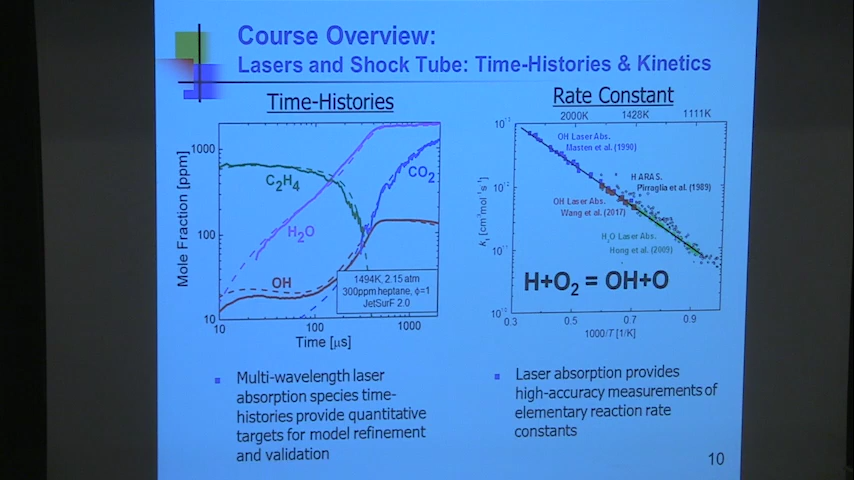 Course Overview:
Lasers and Shock Tube: Time-Histories & Kinetics
Time-Histories
Mole Fraction [ppm]
1000
100
10
C2H4
H2O
OH
CO2
1494K, 2.15 atm
300ppm heptane, ϕ=1
JetSurF 2.0
10
100
1000
Time [μs]
Multi-wavelength laser
absorption species time-
histories provide quantitative
targets for model refinement
and validation
Rate Constant
2000K
1428K
1111K
OH Laser Abs.
Masten et al. (1990)
H ARAS.
Pirraglia et al. (1989)
OH Laser Abs.
Wang et al. (2017)
H2O Laser Abs.
Hong et al. (2009)
H+O2 = OH+O
0.3
0.5
0.7
0.9
1000/T [1/K]
Laser absorption provides
high-accuracy measurements of
elementary reaction rate
constants
10